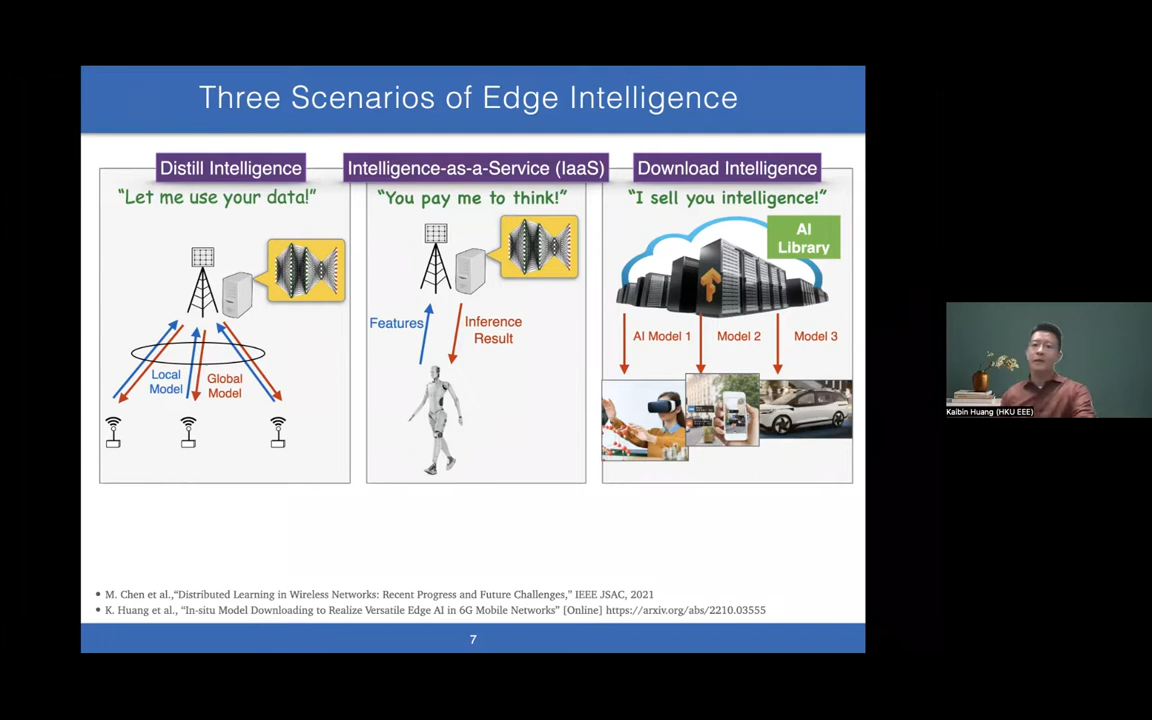 Three Scenarios of Edge Intelligence
Distill Intelligence
"Let me use your data!"
Local
Model
Global
Model
Intelligence-as-a-Service (IaaS)
"You pay me to think!"
Features
Inference
Result
Download Intelligence
"I sell you intelligence!"
AI
Library
AI Model 1
Model 2
Model 3
Kaibin Huang (HKU EEE)
• M. Chen et al.,“Distributed Learning in Wireless Networks: Recent Progress and Future Challenges,” IEEE JSAC, 2021
• K. Huang et al., “In-situ Model Downloading to Realize Versatile Edge AI in 6G Mobile Networks” [Online] https://arxiv.org/abs/2210.03555
7